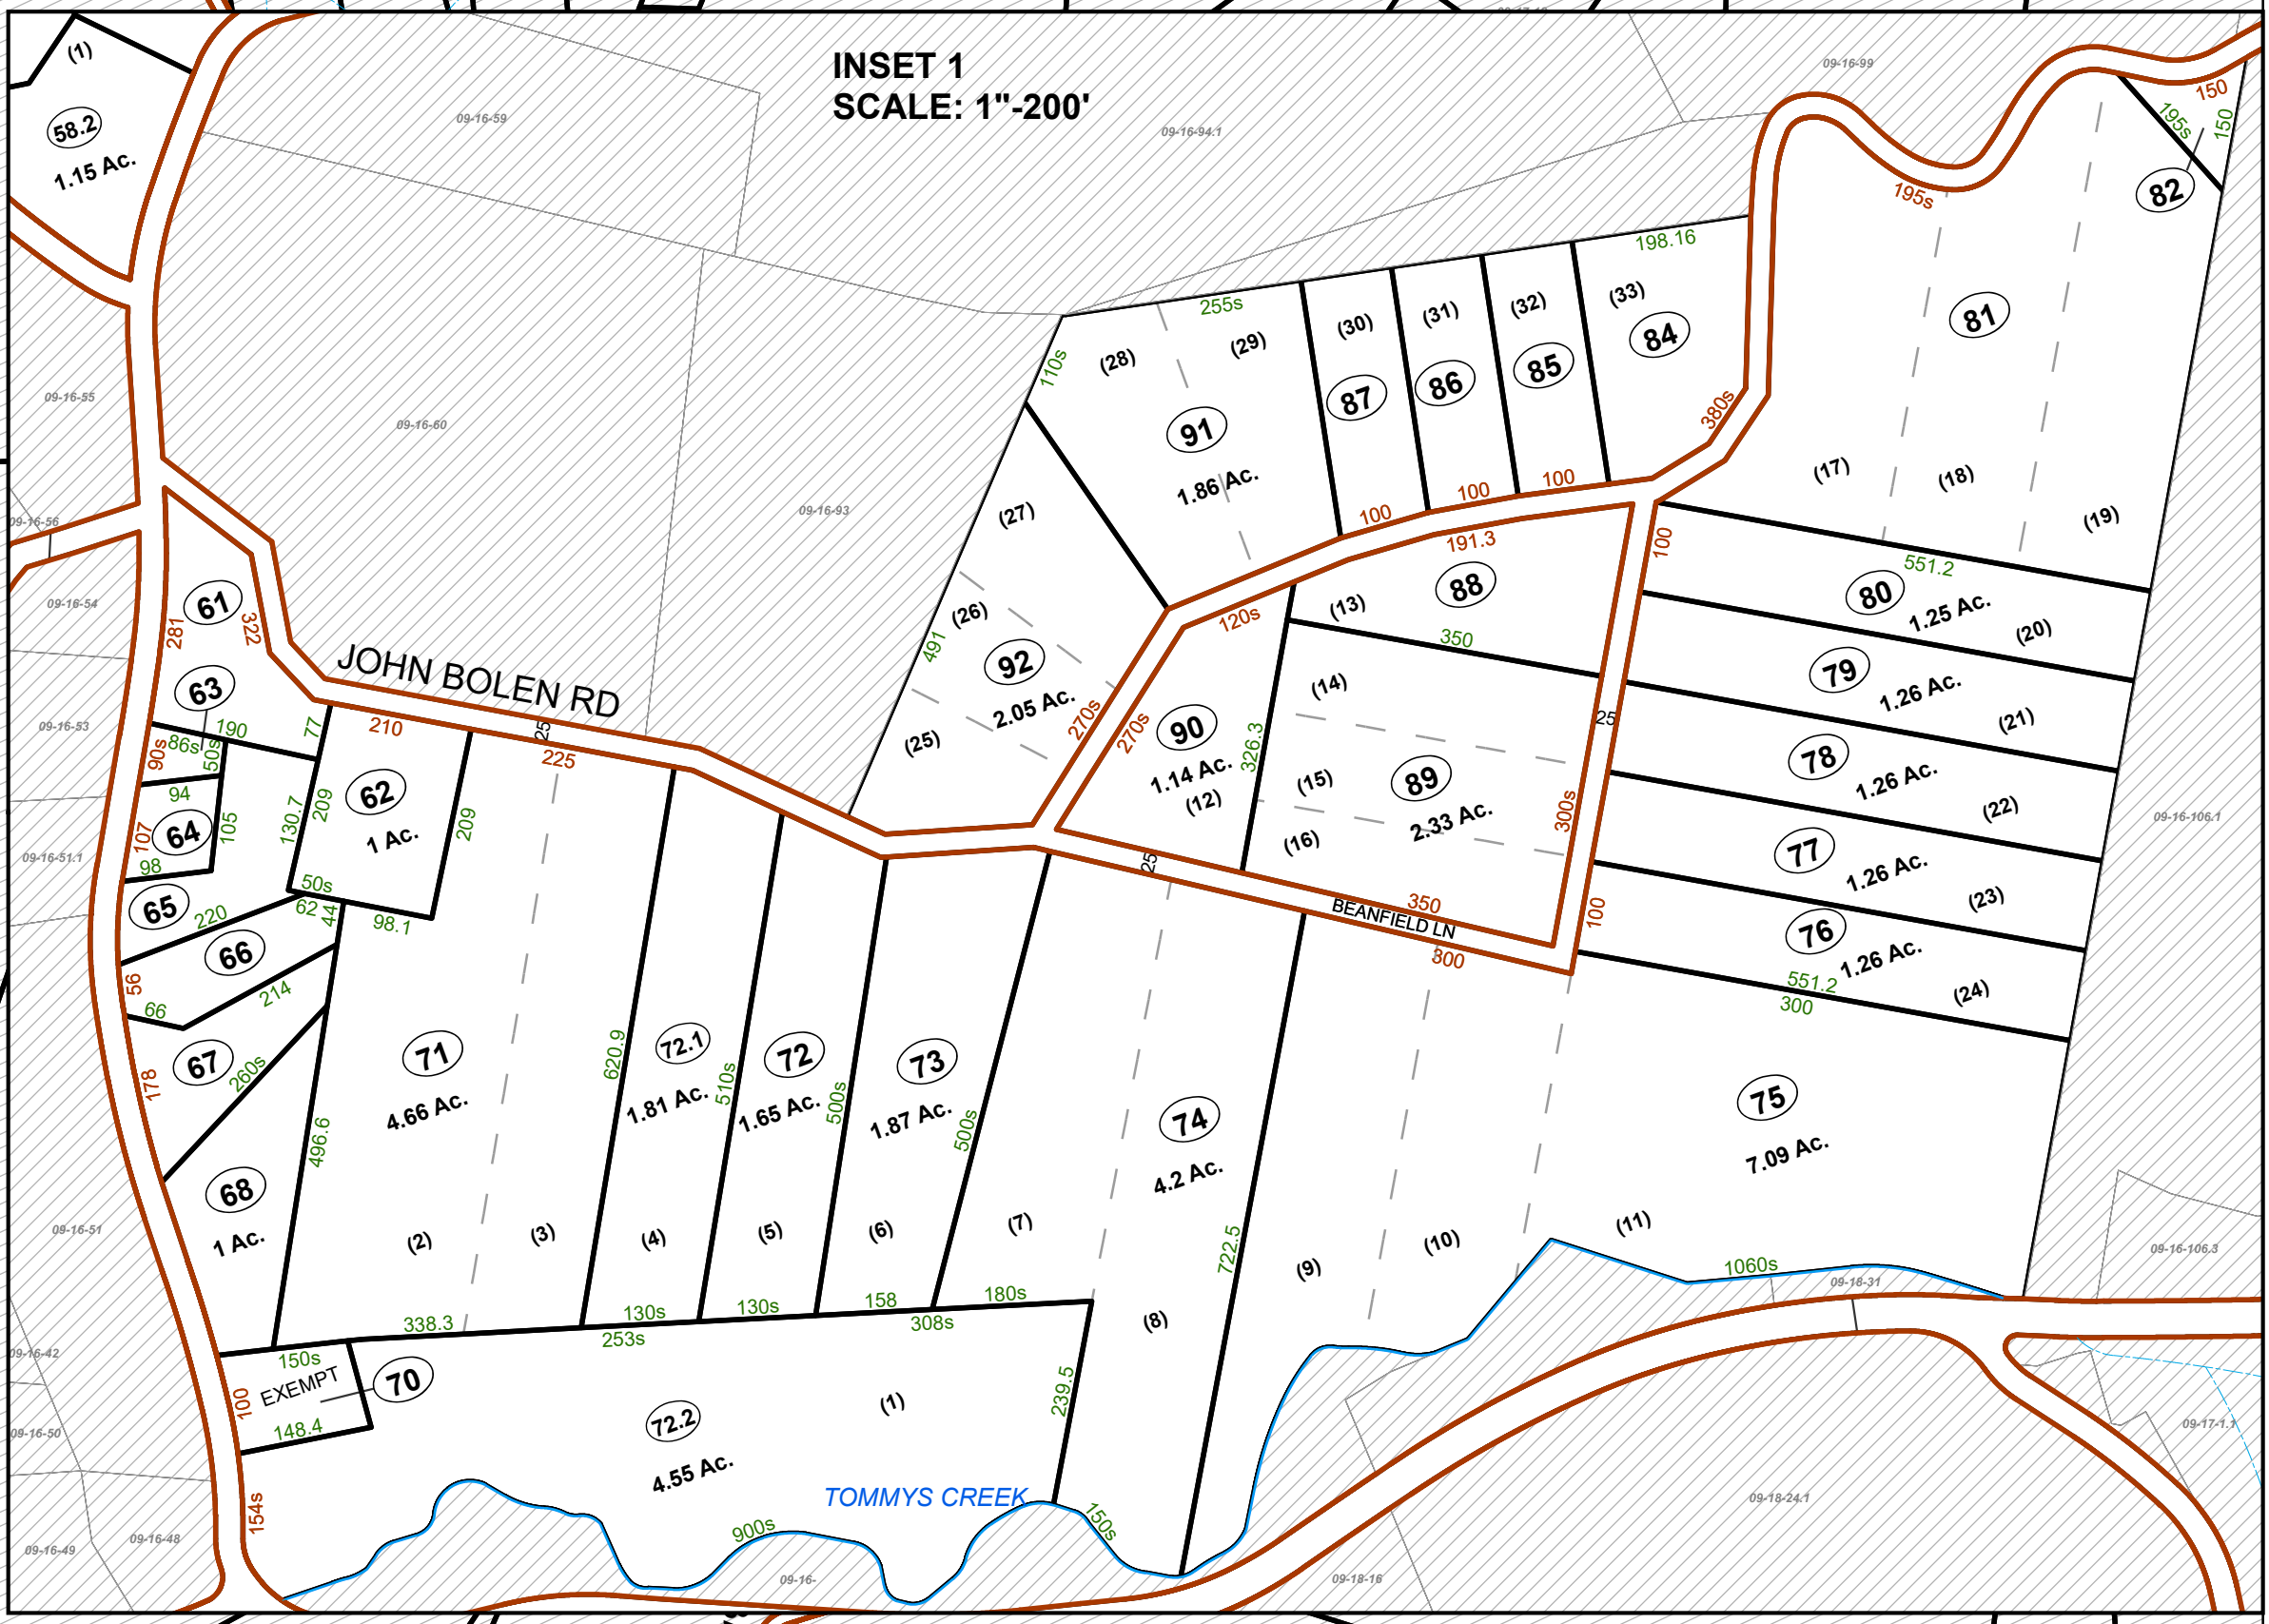 INSET 1
SCALE: 1"-200'
(1)
58.2
1.15 Ac.
09-16-59
09-16-94.1
09-16-99
150
195s
150
82
195s
198.16
255s
(33)
84
(32)
85
(31)
86
(30)
87
(29)
(28)
110s
91
1.86 Ac.
81
380s
100
100
100
(17)
(18)
(19)
09-16-55
09-16-60
09-16-93
09-16-56
(27)
191.3
100
551.2
09-16-54
61
281
322
(26)
491
92
2.05 Ac.
(25)
120s
(13)
88
350
80
1.25 Ac.
(20)
JOHN BOLEN RD
63
190
86s
50s
90s
77
210
25
225
270s
270s
90
1.14 Ac.
(12)
326.3
(14)
(15)
(16)
89
2.33 Ac.
25
300s
79
1.26 Ac.
(21)
78
1.26 Ac.
(22)
09-16-53
94
64
107
105
98
130.7
209
62
1 Ac.
209
09-16-51.1
77
1.26 Ac.
(23)
09-16-106.1
25
350
BEANFIELD LN
300
100
76
1.26 Ac.
(24)
551.2
300
65
220
50s
62
44
98.1
66
56
66
214
67
178
260s
71
4.66 Ac.
496.6
620.9
72.1
1.81 Ac.
510s
72
1.65 Ac.
500s
73
1.87 Ac.
500s
74
4.2 Ac.
722.5
75
7.09 Ac.
68
1 Ac.
09-16-51
(2)
(3)
(4)
(5)
(6)
(7)
(8)
(9)
(10)
(11)
1060s
09-18-31
09-16-106.3
338.3
253s
130s
130s
158
308s
180s
09-16-42
150s
EXEMPT
70
100
148.4
72.2
4.55 Ac.
(1)
239.5
09-16-50
09-17-1.1
TOMMYS CREEK
154s
900s
150s
09-16-48
09-16-49
09-16-
09-18-16
09-18-24.1